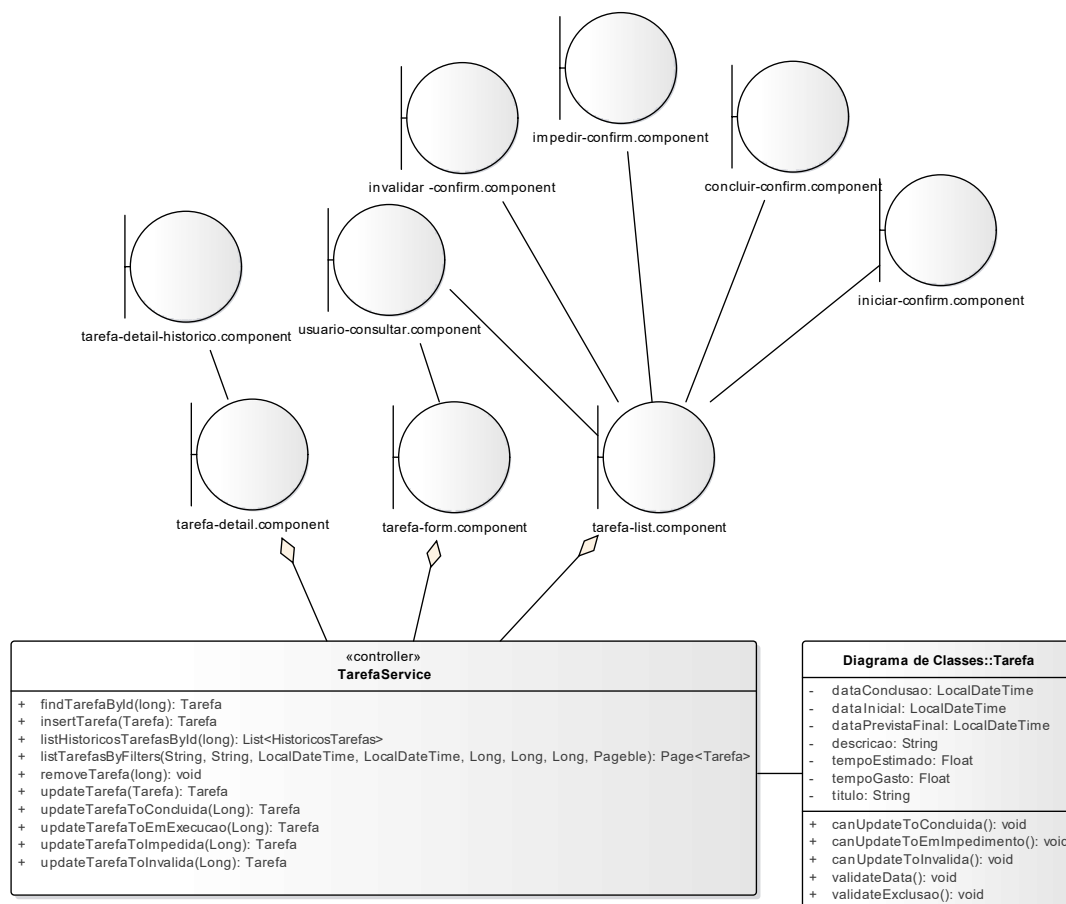 impedir-confirm.component
invalidar -confirm.component
concluir-confirm.component
iniciar-confirm.component
tarefa-detail-historico.component
usuario-consultar.component
tarefa-detail.component
tarefa-form.component
tarefa-list.component
«controller»
TarefaService
+ findTarefaById(long): Tarefa
+ insertTarefa(Tarefa): Tarefa
+ listHistoricosTarefasById(long): List<HistoricosTarefas>
+ listTarefasByFilters(String, String, LocalDateTime, LocalDateTime, Long, Long, Long, Pageble): Page<Tarefa>
+ removeTarefa(long): void
+ updateTarefa(Tarefa): Tarefa
+ updateTarefaToConcluida(Long): Tarefa
+ updateTarefaToEmExecucao(Long): Tarefa
+ updateTarefaToImpedida(Long): Tarefa
+ updateTarefaToInvalida(Long): Tarefa
Diagrama de Classes::Tarefa
- dataConclusao: LocalDateTime
- dataInicial: LocalDateTime
- dataPrevistaFinal: LocalDateTime
- descricao: String
- tempoEstimado: Float
- tempoGasto: Float
- titulo: String
+ canUpdateToConcluida(): void
+ canUpdateToEmImpedimento(): void
+ canUpdateToInvalida(): void
+ validateData(): void
+ validateExclusao(): void